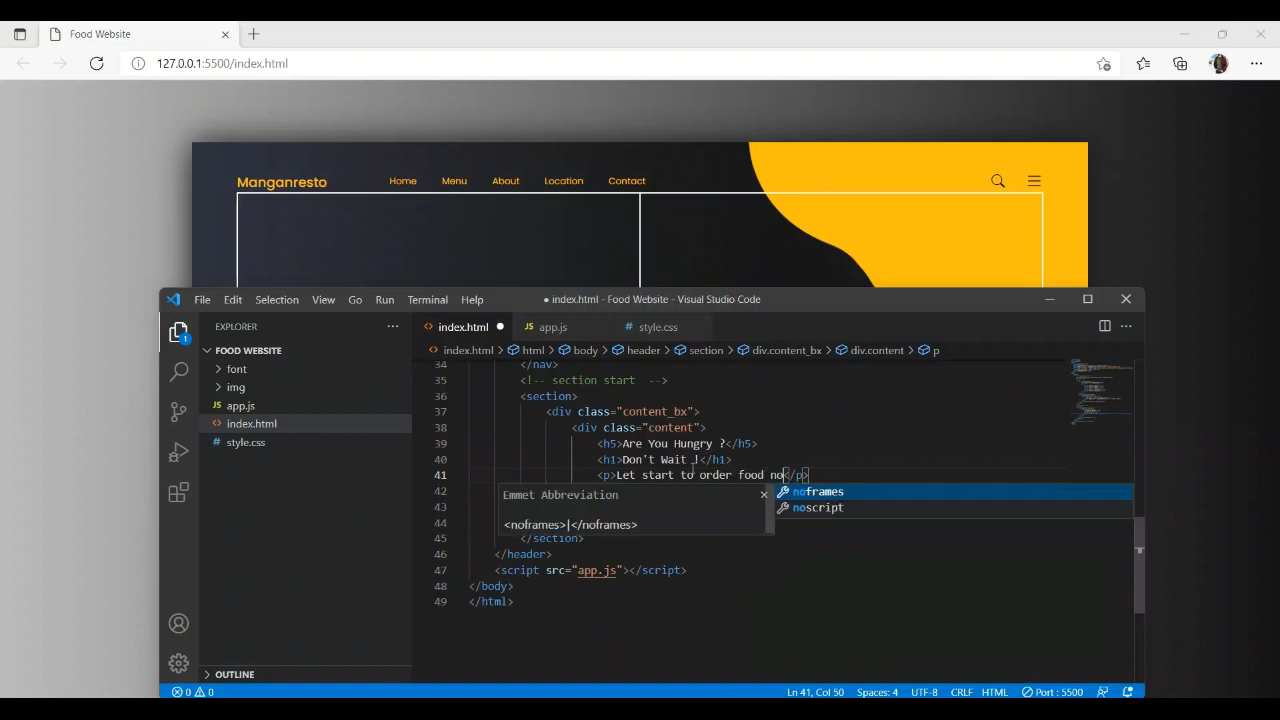 Food Website
127.0.0.1:5500/index.html
Manganresto Home Menu About Location Contact
File Edit Selection View Go Run Terminal Help ● index.html - Food Website - Visual Studio Code
EXPLORER ···
index.html ● app.js style.css
FOOD WEBSITE
index.html > html > body > header > section > div.content_bx > div.content > p
font
img
app.js
index.html
style.css
1
34 </nav>
35 <!-- section start -->
36 <section>
37 <div class="content_bx">
38 <div class="content">
39 <h5>Are You Hungry ?</h5>
40 <h1>Don't Wait !</h1>
41 <p>Let start to order food no</p>
42
43
44
45 </section>
46 </header>
47 <script src="app.js"></script>
48 </body>
49 </html>
Emmet Abbreviation
<noframes>|</noframes>
noframes
noscript
OUTLINE
0 0 Ln 41, Col 50 Spaces: 4 UTF-8 CRLF HTML Port : 5500